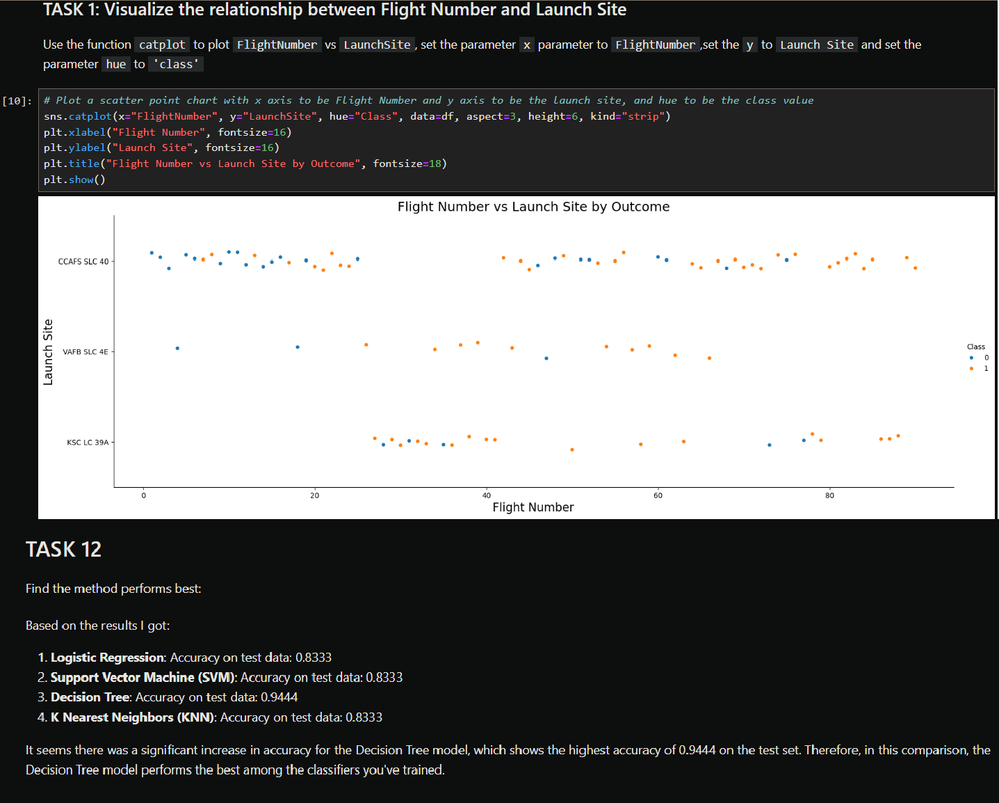 TASK 1: Visualize the relationship between Flight Number and Launch Site
Use the function catplot to plot FlightNumber vs LaunchSite, set the parameter x parameter to FlightNumber,set the y to Launch Site and set the
parameter hue to 'class'
[10]:
# Plot a scatter point chart with x axis to be Flight Number and y axis to be the launch site, and hue to be the class value
sns.catplot(x="FlightNumber", y="LaunchSite", hue="Class", data=df, aspect=3, height=6, kind="strip")
plt.xlabel("Flight Number", fontsize=16)
plt.ylabel("Launch Site", fontsize=16)
plt.title("Flight Number vs Launch Site by Outcome", fontsize=18)
plt.show()
Flight Number vs Launch Site by Outcome
CCAFS SLC 40
VAFB SLC 4E
KSC LC 39A
Launch Site
Class
0
1
0 20 40 60 80
Flight Number
TASK 12
Find the method performs best:
Based on the results I got:
1. Logistic Regression: Accuracy on test data: 0.8333
2. Support Vector Machine (SVM): Accuracy on test data: 0.8333
3. Decision Tree: Accuracy on test data: 0.9444
4. K Nearest Neighbors (KNN): Accuracy on test data: 0.8333
It seems there was a significant increase in accuracy for the Decision Tree model, which shows the highest accuracy of 0.9444 on the test set. Therefore, in this comparison, the
Decision Tree model performs the best among the classifiers you've trained.